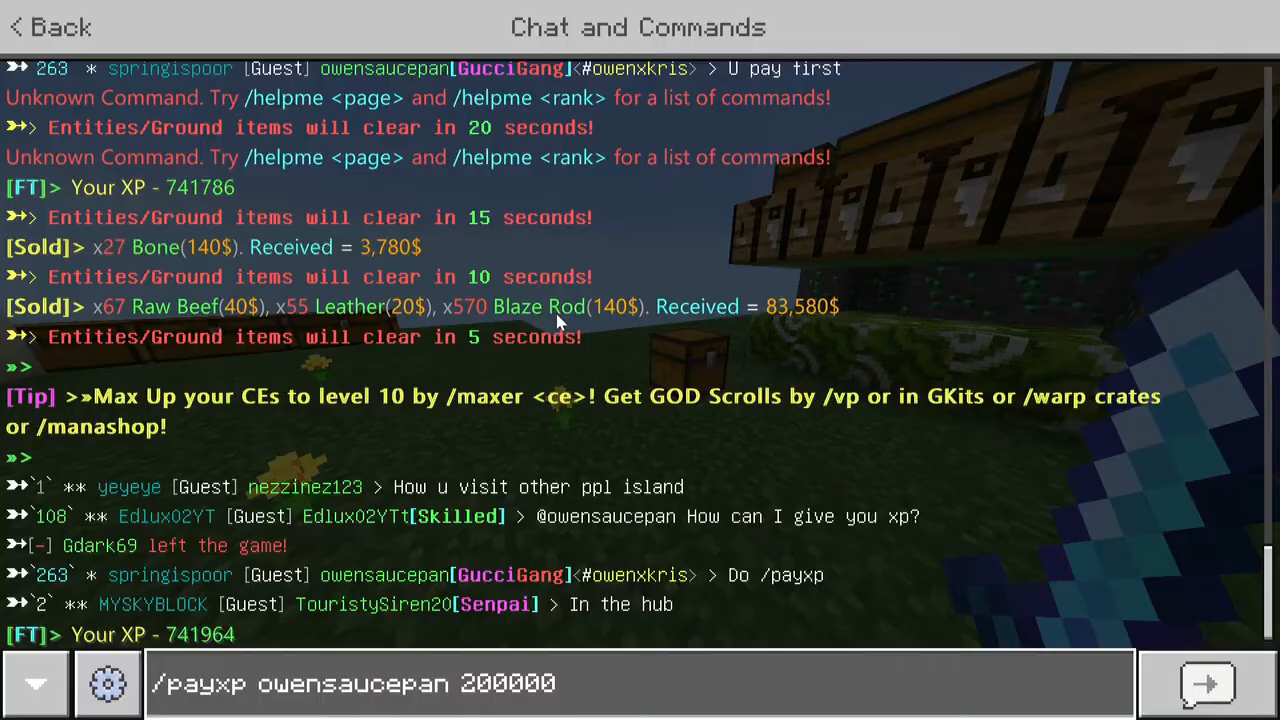 < Back
Chat and Commands
➳ 263 * springispoor [Guest] owensaucepan[GucciGang]<#owenxkris> > U pay first
Unknown Command. Try /helpme <page> and /helpme <rank> for a list of commands!
➳> Entities/Ground items will clear in 20 seconds!
Unknown Command. Try /helpme <page> and /helpme <rank> for a list of commands!
[FT]> Your XP - 741786
➳> Entities/Ground items will clear in 15 seconds!
[Sold]> x27 Bone(140$). Received = 3,780$
➳> Entities/Ground items will clear in 10 seconds!
[Sold]> x67 Raw Beef(40$), x55 Leather(20$), x570 Blaze Rod(140$). Received = 83,580$
➳> Entities/Ground items will clear in 5 seconds!
»>
[Tip] >»Max Up your CEs to level 10 by /maxer <ce>! Get GOD Scrolls by /vp or in GKits or /warp crates
or /manashop!
»>
➳`1` ** yeyeye [Guest] nezzinez123 > How u visit other ppl island
➳`108` ** Edlux02YT [Guest] Edlux02YTt[Skilled] > @owensaucepan How can I give you xp?
➳[-] Gdark69 left the game!
➳`263` * springispoor [Guest] owensaucepan[GucciGang]<#owenxkris> > Do /payxp
➳`2` ** MYSKYBLOCK [Guest] TouristySiren20[Senpai] > In the hub
[FT]> Your XP - 741964
/payxp owensaucepan 200000